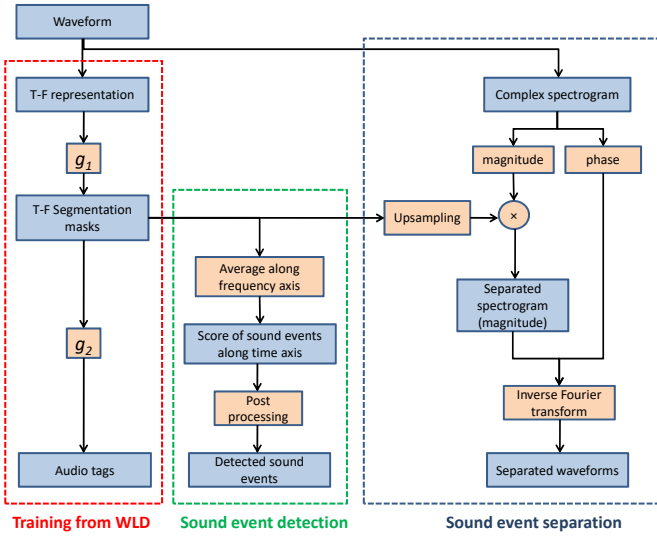 Waveform
T-F representation
g1
T-F Segmentation
masks
g2
Audio tags
Training from WLD
Average along
frequency axis
Score of sound events
along time axis
Post
processing
Detected sound
events
Sound event detection
Complex spectrogram
magnitude
phase
Upsampling
×
Separated
spectrogram
(magnitude)
Inverse Fourier
transform
Separated waveforms
Sound event separation